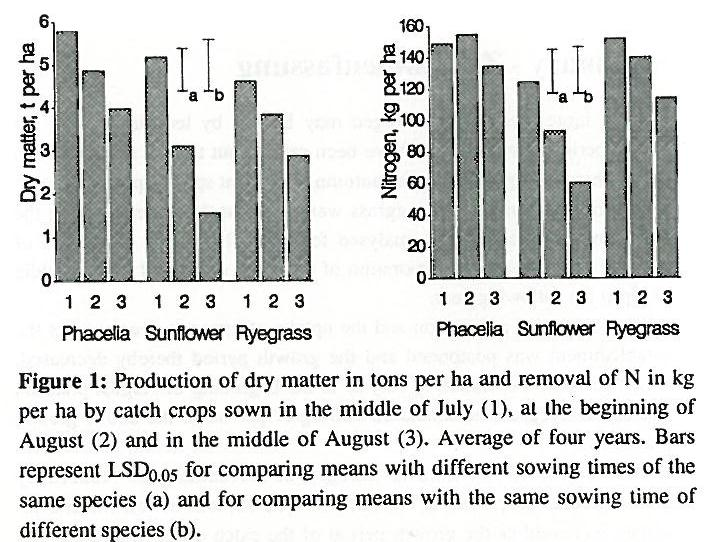 6
5
4
3
2
1
0
Dry matter, t per ha
a b
1 2 3 1 2 3 1 2 3
Phacelia Sunflower Ryegrass
160
140
120
100
80
60
40
20
0
Nitrogen, kg per ha
a b
1 2 3 1 2 3 1 2 3
Phacelia Sunflower Ryegrass
Figure 1: Production of dry matter in tons per ha and removal of N in kg
per ha by catch crops sown in the middle of July (1), at the beginning of
August (2) and in the middle of August (3). Average of four years. Bars
represent LSD0.05 for comparing means with different sowing times of the
same species (a) and for comparing means with the same sowing time of
different species (b).